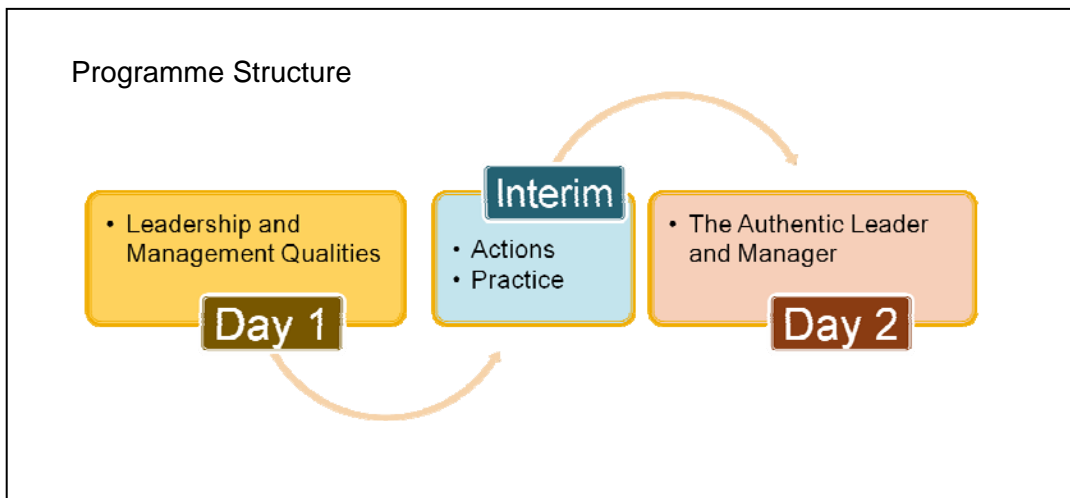 Programme Structure
• Leadership and
Management Qualities
Day 1
Interim
• Actions
• Practice
• The Authentic Leader
and Manager
Day 2